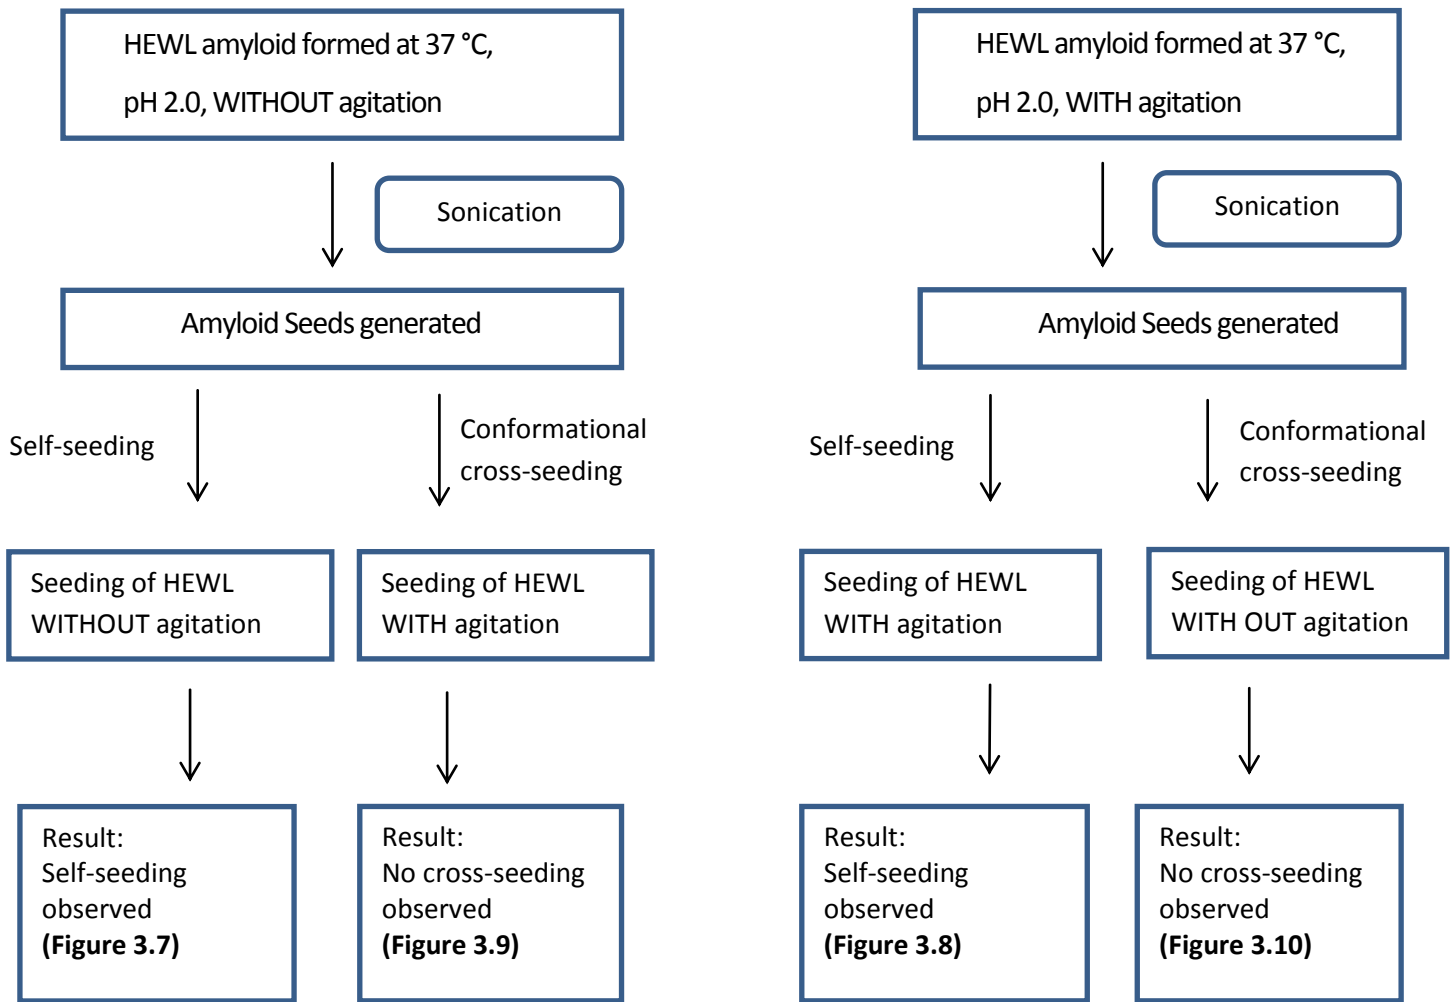 HEWL amyloid formed at 37 °C,
pH 2.0, WITHOUT agitation
Sonication
Amyloid Seeds generated
Self-seeding
Conformational
cross-seeding
Seeding of HEWL
WITHOUT agitation
Seeding of HEWL
WITH agitation
Result:
Self-seeding
observed
(Figure 3.7)
Result:
No cross-seeding
observed
(Figure 3.9)
HEWL amyloid formed at 37 °C,
pH 2.0, WITH agitation
Sonication
Amyloid Seeds generated
Self-seeding
Conformational
cross-seeding
Seeding of HEWL
WITH agitation
Seeding of HEWL
WITH OUT agitation
Result:
Self-seeding
observed
(Figure 3.8)
Result:
No cross-seeding
observed
(Figure 3.10)